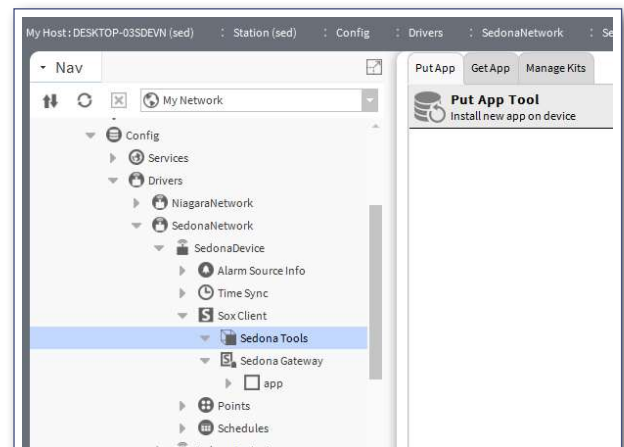 My Host : DESKTOP-03SDEVN (sed) : Station (sed) : Config : Drivers : SedonaNetwork : Se
Nav
My Network
Config
Services
Drivers
NiagaraNetwork
SedonaNetwork
SedonaDevice
Alarm Source Info
Time Sync
Sox Client
Sedona Tools
Sedona Gateway
app
Points
Schedules
Put App Get App Manage Kits
Put App Tool
Install new app on device